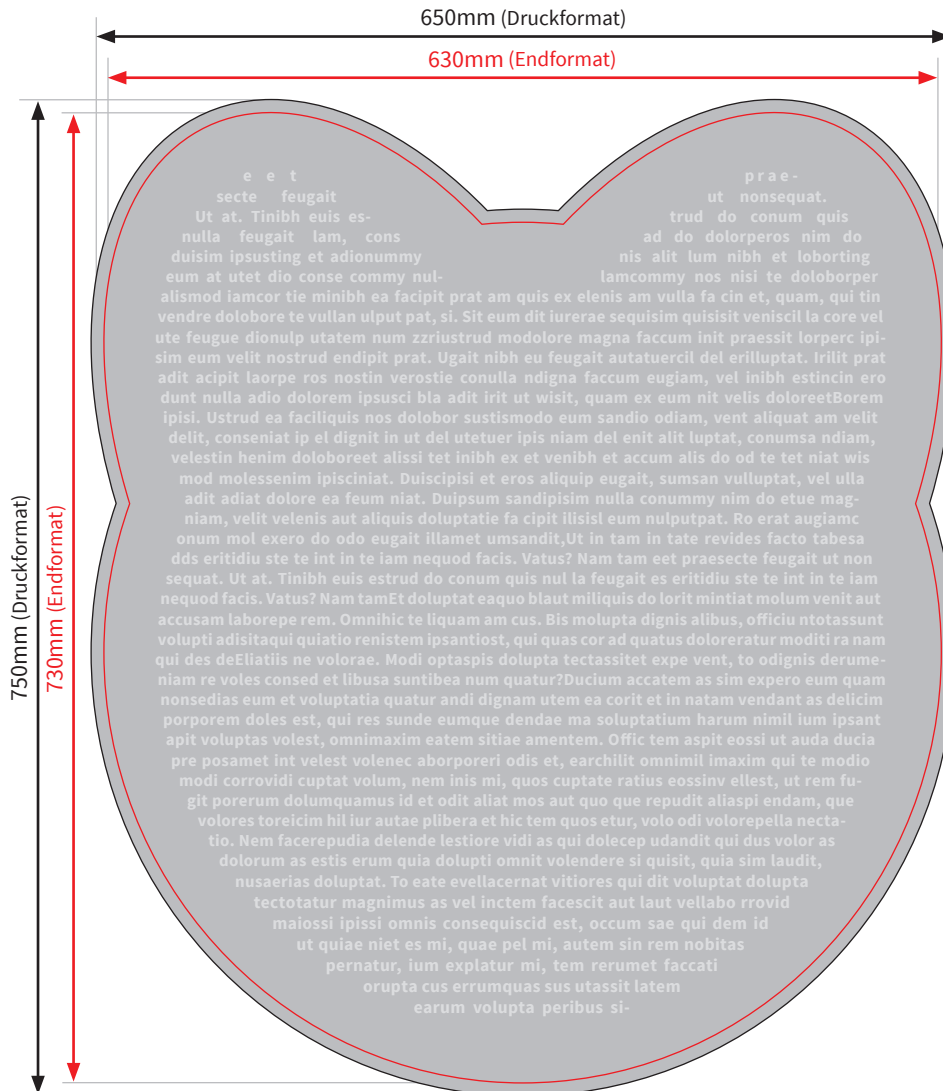 650mm (Druckformat)
630mm (Endformat)
750mm (Druckformat)
730mm (Endformat)
e e t prae-
secte feugait ut nonsequat.
Ut at. Tinibh euis es- trud do conum quis
nulla feugait lam, cons ad do dolorperos nim do
duisim ipsusting et adionummy nis alit lum nibh et loborting
eum at utet dio conse commy nul- lamcommy nos nisi te doloborper
alismod iamcor tie minibh ea facipit prat am quis ex elenis am vulla fa cin et, quam, qui tin
vendre dolobore te vullan ulput pat, si. Sit eum dit iurerae sequisim quisisit veniscil la core vel
ute feugue dionulp utatem num zzriustrud modolore magna faccum init praessit lorperc ipi-
sim eum velit nostrud endipit prat. Ugait nibh eu feugait autatuercil del erilluptat. Irilit prat
adit acipit laorpe ros nostin verostie conulla ndigna faccum eugiam, vel inibh estincin ero
dunt nulla adio dolorem ipsusci bla adit irit ut wisit, quam ex eum nit velis doloreetBorem
ipisi. Ustrud ea faciliquis nos dolobor sustismodo eum sandio odiam, vent aliquat am velit
delit, conseniat ip el dignit in ut del utetuer ipis niam del enit alit luptat, conumsa ndiam,
velestin henim doloboreet alissi tet inibh ex et venibh et accum alis do od te tet niat wis
mod molessenim ipisciniat. Duiscipisi et eros adiquip eugait, sumsan vulluptat, vel ulla
adit adiat dolore ea feum niat. Duipsum sandipisim nulla conummy nim do etue mag-
niam, velit velens aut aliquis doluptatie fa cipit ilisisl eum vulputpat. Ro erat augiamc
onum nul exero do odo eugait illamet umsandit,Ut in tam in tate revides facto tabesa
dds eritidiu ste te int in te iam nequod facis. Vatus? Nam tam eet praesecte feugait ut non
sequat. Ut at. Tinibh euis estrud do conum quis nul la feugait es eritidiu ste te int in te iam
nequod facis. Vatus? Nam tamEt doluptat eaquo blaut miliquis do lorit mintiat holum venit aut
accusam laborepe rem. Omnihic te liquamum cus. Bis molupta dignis alibus, officiu ntotassunt
volupti adisitaqui quiatio renistem ipsantist, qui quas cor ad quatus doloreratur moditi ra nam
qui des deEliatiis ne volorae. Modi optaspis dolupta tectassitet expe vent, to odignis derume-
niam re voles consed et libusa suntibea num quatur?Ducium accatem as sim expero eum quam
nonsedias eum et voluptatia quatur andi dignim utem ea corit et in natam vendant as delicim
porporem doles est, qui res sunde eumque dendae ma soluptatium harum nimil ium ipsant
apit voluptas volest, omnimaxim eatem sitiae amentem. Offic tem aspit eossi ut auda ducia
pre posanet int velest volenec aborporeri odis et, earchilit omnimil imaxim qui te modio
modi corrovidi cuptat volum, nem inis mi, quos cuptate ratius eossinv ellest, ut rem fu-
git porerum dolumquamus id et odit aliat mos aut quo que repudit aliaspi endam, que
volores toreicim hil iur autae plibera et hic tem quos etur, volo odi volorepella necta-
tio. Nem facerepudia delende lestiore vidi as qui dolecep udandit qui dus volor as
dolorum as estis erum quia dolupti omnit volendere si quisit, quia sim laudit,
nusaerias doluptat. To eate evellacernat vitiores qui dit voluptat dolupta
tectotatur magnimus as vel inctem facescit aut laut vellabo rrovid
maiossi ipissi omnis consequiscid est, occum sae qui dem id
ut quiae niet es mi, quae pel mi, autem sin rem nobitas
pernatur, ium explatur mi, tem rerumet faccati
orupta cus errumquas sus utassit latem
earum volupta peribus si-